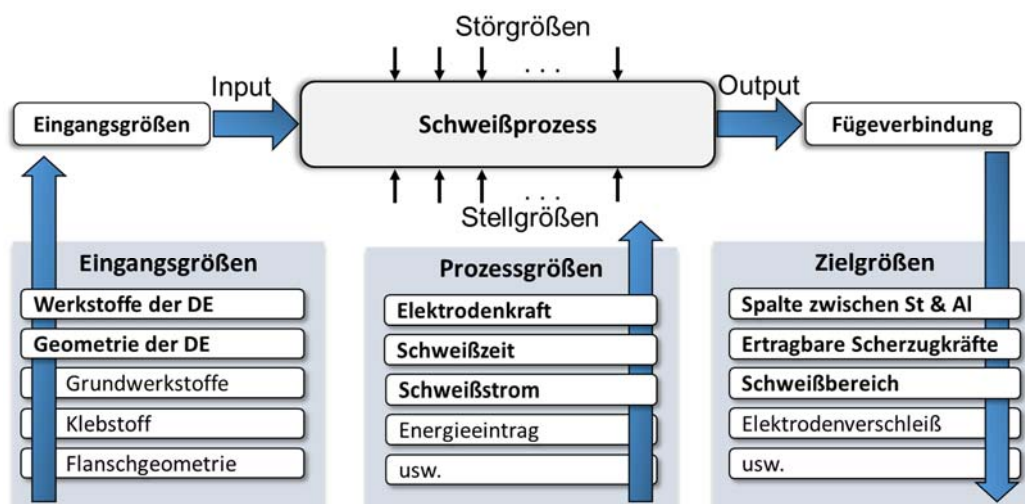 Störgrößen
. . .
Input
Output
Eingangsgrößen
Schweißprozess
Fügeverbindung
. . .
Stellgrößen
Eingangsgrößen
Werkstoffe der DE
Geometrie der DE
Grundwerkstoffe
Klebstoff
Flanschgeometrie
Prozessgrößen
Elektrodenkraft
Schweißzeit
Schweißstrom
Energieeintrag
usw.
Zielgrößen
Spalte zwischen St & Al
Ertragbare Scherzugkräfte
Schweißbereich
Elektrodenverschleiß
usw.